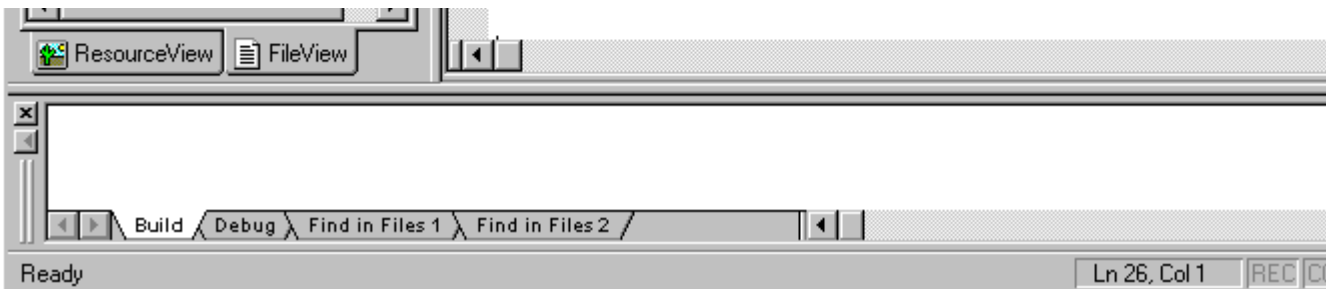 ResourceView FileView
Build Debug Find in Files 1 Find in Files 2
Ready Ln 26, Col 1 REC